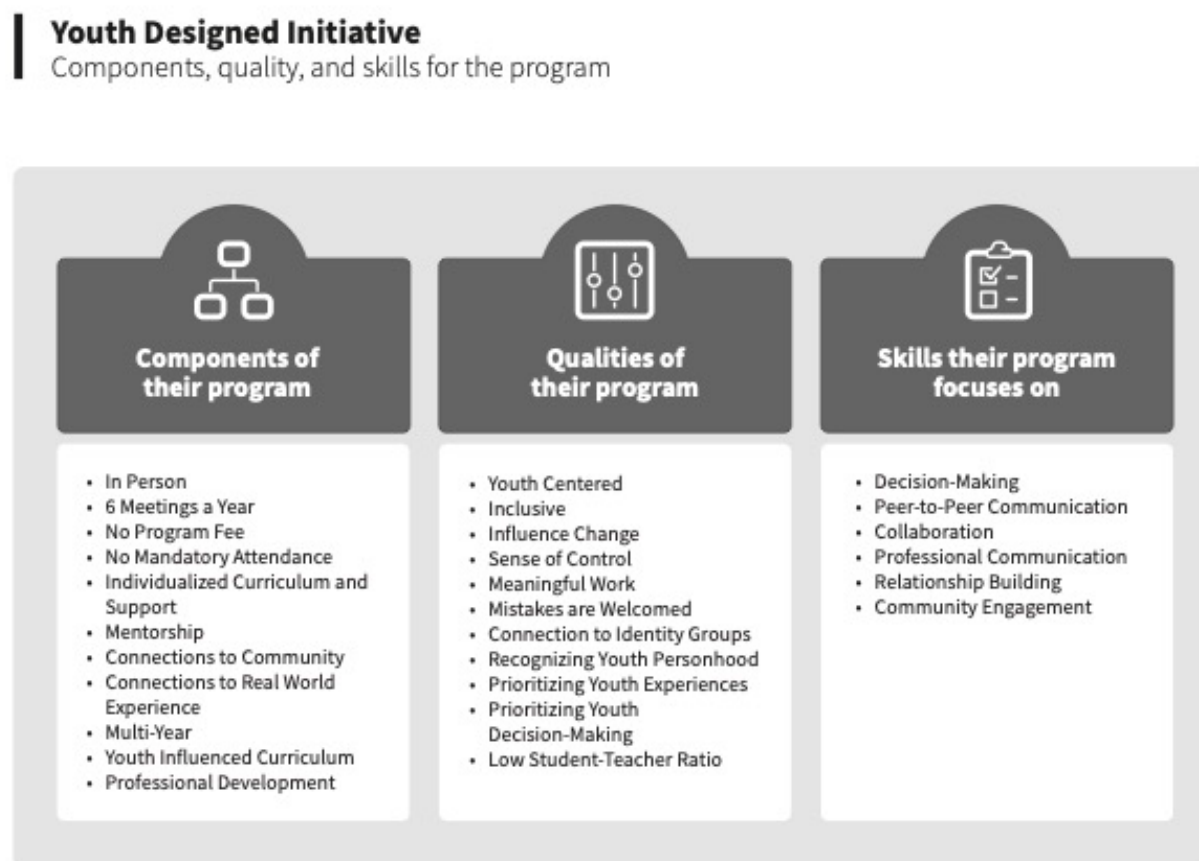 Youth Designed Initiative
Components, quality, and skills for the program
Components of
their program
• In Person
• 6 Meetings a Year
• No Program Fee
• No Mandatory Attendance
• Individualized Curriculum and
Support
• Mentorship
• Connections to Community
• Connections to Real World
Experience
• Multi-Year
• Youth Influenced Curriculum
• Professional Development
Qualities of
their program
• Youth Centered
• Inclusive
• Influence Change
• Sense of Control
• Meaningful Work
• Mistakes are Welcomed
• Connection to Identity Groups
• Recognizing Youth Personhood
• Prioritizing Youth Experiences
• Prioritizing Youth
Decision-Making
• Low Student-Teacher Ratio
Skills their program
focuses on
• Decision-Making
• Peer-to-Peer Communication
• Collaboration
• Professional Communication
• Relationship Building
• Community Engagement